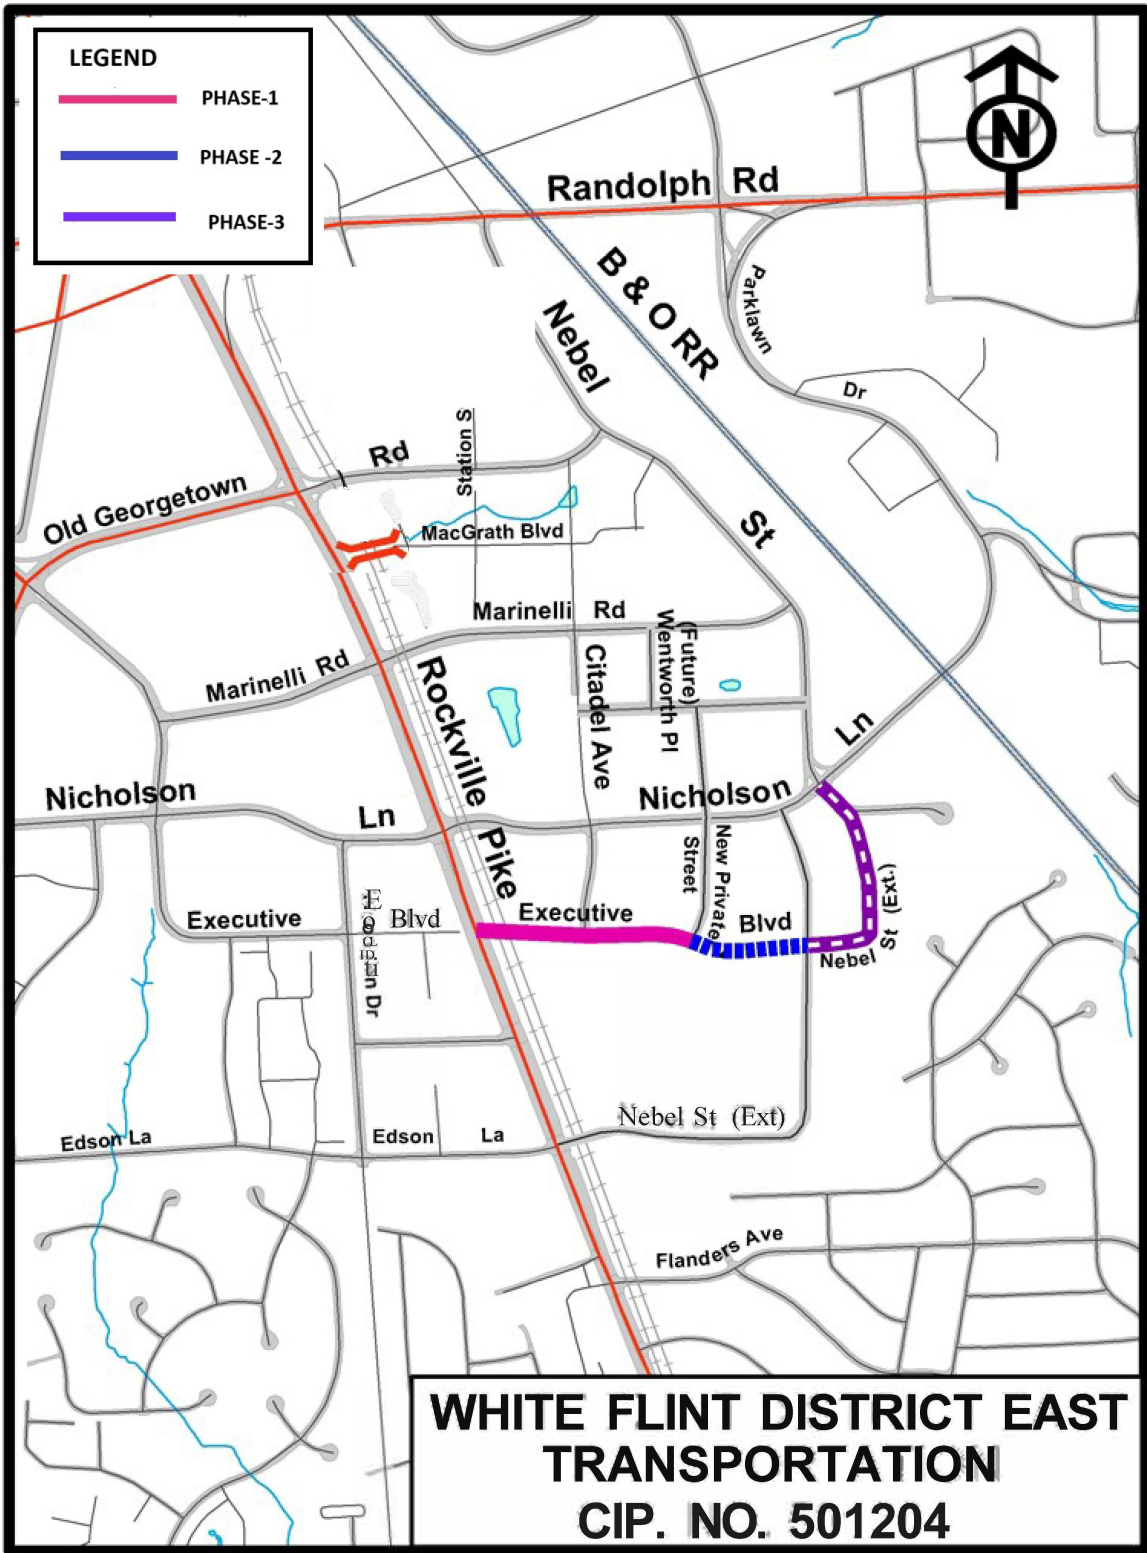 LEGEND
PHASE-1
PHASE -2
PHASE-3
N
Randolph Rd
B & O RR
Parklawn
Dr
Nebel
St
Rd
Station S
Old Georgetown
MacGrath Blvd
Marinelli Rd
Marinelli Rd
(Future)
Wentworth Pl
Citadel Ave
Rockville
Pike
Ln
Nicholson
Nicholson
Ln
New Private
Street
St (Ext.)
Executive
Blvd
Executive
Blvd
Nebel
Dr
Nebel St (Ext)
Edson La
Edson La
Flanders Ave
WHITE FLINT DISTRICT EAST
TRANSPORTATION
CIP. NO. 501204